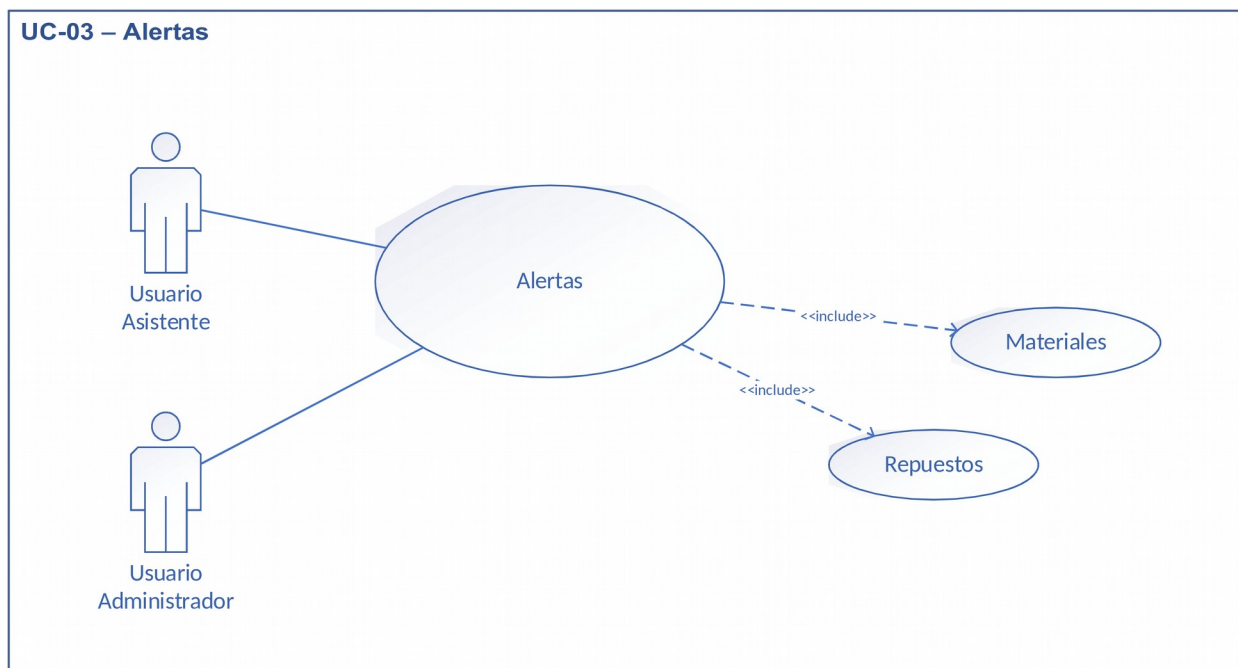 UC-03 – Alertas
Usuario
Asistente
Alertas
<<include>>
Materiales
<<include>>
Repuestos
Usuario
Administrador